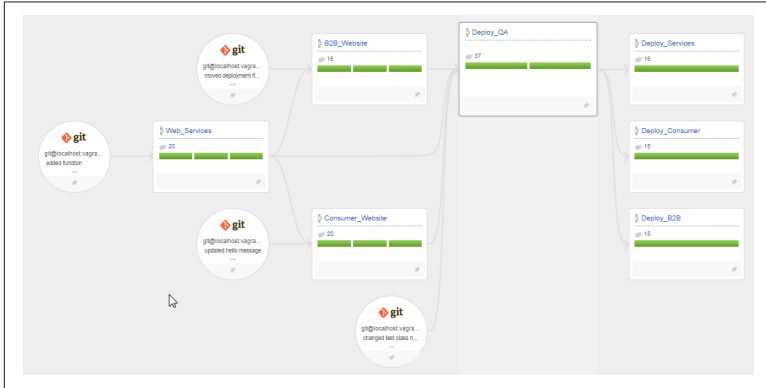 git
git@localhost:vagra...
moved deployment fi...
...
B2B_Website
16
Deploy_QA
37
Deploy_Services
16
git
git@localhost:vagra...
added function
...
Web_Services
20
Deploy_Consumer
15
git
git@localhost:vagra...
updated hello message
...
Consumer_Website
20
Deploy_B2B
15
git
git@localhost:vagra...
changed test class n...
...